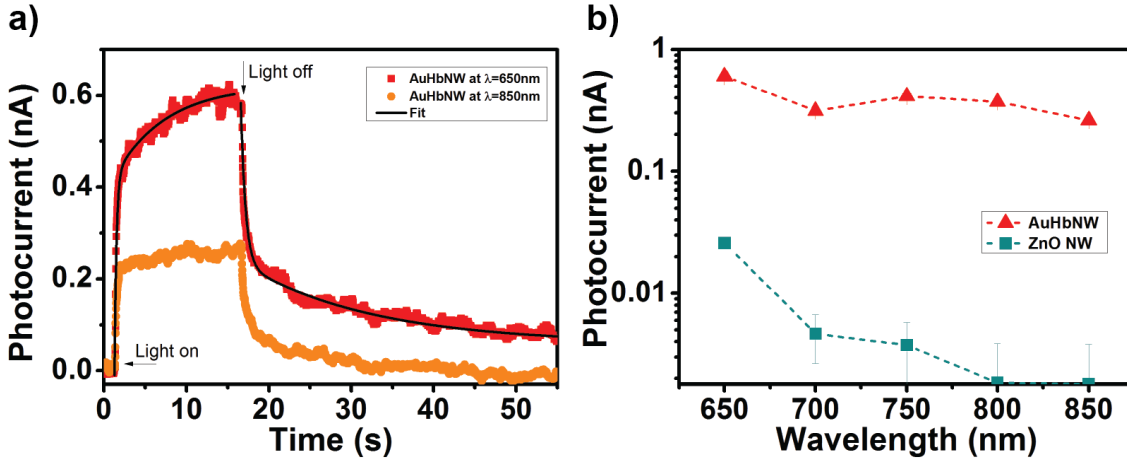 a)
Photocurrent (nA)
0.6
0.4
0.2
0.0
Light off
AuHbNW at λ=650nm
AuHbNW at λ=850nm
Fit
Light on
0 10 20 30 40 50
Time (s)
b)
Photocurrent (nA)
1
0.1
0.01
AuHbNW
ZnO NW
650 700 750 800 850
Wavelength (nm)